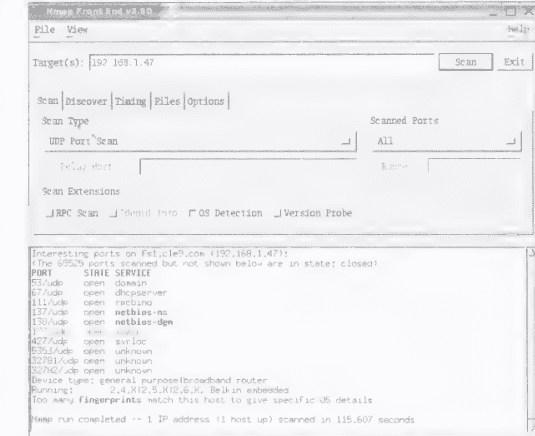 Nmap Front End v3.80
File View Help
Target(s): 192.168.1.47 Scan Exit
Scan Discover Timing Files Options
Scan Type Scanned Ports
UDP Port Scan All
Relay Host Range
Scan Extensions
RPC Scan Identd Info OS Detection Version Probe
Interesting ports on fs1.cle9.com (192.168.1.47):
(The 65525 ports scanned but not shown below are in state: closed)
PORT STATE SERVICE
53/udp open domain
67/udp open dhcpserver
111/udp open rpcbind
137/udp open netbios-ns
138/udp open netbios-dgm
427/udp open svrloc
5353/udp open unknown
32781/udp open unknown
32782/udp open unknown
Device type: general purpose|broadband router
Running: 2.4.X|2.5.X|2.6.X, Belkin embedded
Too many fingerprints match this host to give specific OS details
Nmap run completed -- 1 IP address (1 host up) scanned in 115.607 seconds